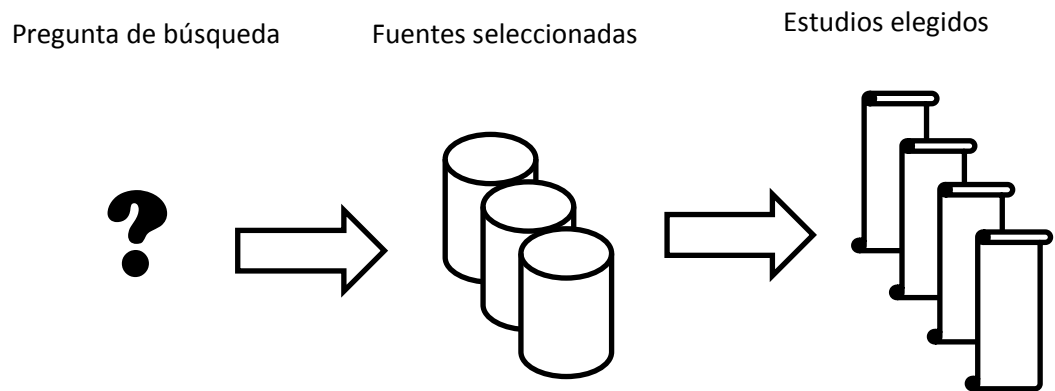 Pregunta de búsqueda
Fuentes seleccionadas
Estudios elegidos
?